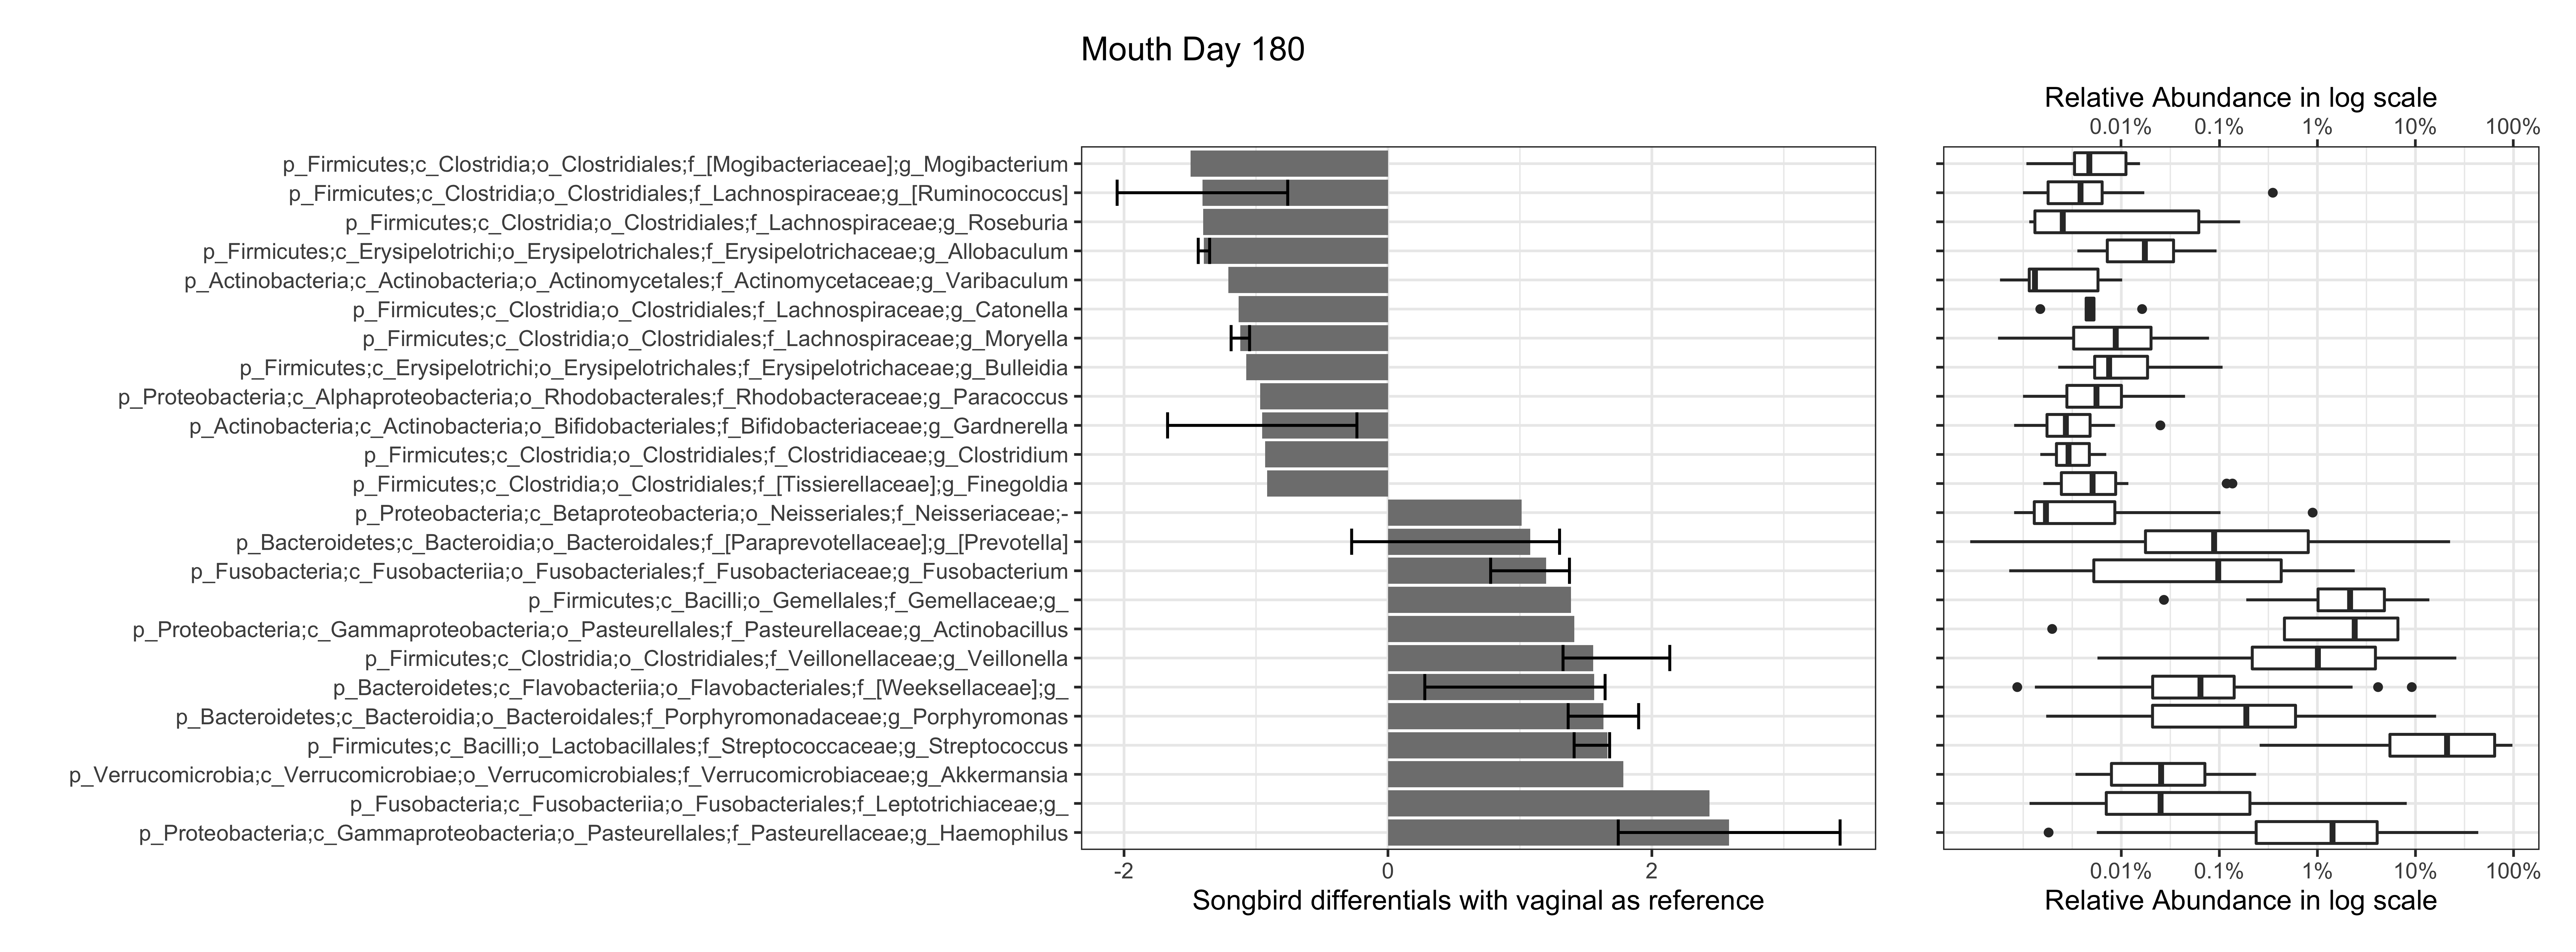 Mouth Day 180
Relative Abundance in log scale
0.01% 0.1% 1% 10% 100%
p_Firmicutes;c_Clostridia;o_Clostridiales;f_[Mogibacteriaceae];g_Mogibacterium
p_Firmicutes;c_Clostridia;o_Clostridiales;f_Lachnospiraceae;g_[Ruminococcus]
p_Firmicutes;c_Clostridia;o_Clostridiales;f_Lachnospiraceae;g_Roseburia
p_Firmicutes;c_Erysipelotrichi;o_Erysipelotrichales;f_Erysipelotrichaceae;g_Allobaculum
p_Actinobacteria;c_Actinobacteria;o_Actinomycetales;f_Actinomycetaceae;g_Varibaculum
p_Firmicutes;c_Clostridia;o_Clostridiales;f_Lachnospiraceae;g_Catonella
p_Firmicutes;c_Clostridia;o_Clostridiales;f_Lachnospiraceae;g_Moryella
p_Firmicutes;c_Erysipelotrichi;o_Erysipelotrichales;f_Erysipelotrichaceae;g_Bulleidia
p_Proteobacteria;c_Alphaproteobacteria;o_Rhodobacterales;f_Rhodobacteraceae;g_Paracoccus
p_Actinobacteria;c_Actinobacteria;o_Bifidobacteriales;f_Bifidobacteriaceae;g_Gardnerella
p_Firmicutes;c_Clostridia;o_Clostridiales;f_Clostridiaceae;g_Clostridium
p_Firmicutes;c_Clostridia;o_Clostridiales;f_[Tissierellaceae];g_Finegoldia
p_Proteobacteria;c_Betaproteobacteria;o_Neisseriales;f_Neisseriaceae;-
p_Bacteroidetes;c_Bacteroidia;o_Bacteroidales;f_[Paraprevotellaceae];g_[Prevotella]
p_Fusobacteria;c_Fusobacteriia;o_Fusobacteriales;f_Fusobacteriaceae;g_Fusobacterium
p_Firmicutes;c_Bacilli;o_Gemellales;f_Gemellaceae;g_
p_Proteobacteria;c_Gammaproteobacteria;o_Pasteurellales;f_Pasteurellaceae;g_Actinobacillus
p_Firmicutes;c_Clostridia;o_Clostridiales;f_Veillonellaceae;g_Veillonella
p_Bacteroidetes;c_Flavobacteriia;o_Flavobacteriales;f_[Weeksellaceae];g_
p_Bacteroidetes;c_Bacteroidia;o_Bacteroidales;f_Porphyromonadaceae;g_Porphyromonas
p_Firmicutes;c_Bacilli;o_Lactobacillales;f_Streptococcaceae;g_Streptococcus
p_Verrucomicrobia;c_Verrucomicrobiae;o_Verrucomicrobiales;f_Verrucomicrobiaceae;g_Akkermansia
p_Fusobacteria;c_Fusobacteriia;o_Fusobacteriales;f_Leptotrichiaceae;g_
p_Proteobacteria;c_Gammaproteobacteria;o_Pasteurellales;f_Pasteurellaceae;g_Haemophilus
-2 0 2
0.01% 0.1% 1% 10% 100%
Songbird differentials with vaginal as reference
Relative Abundance in log scale